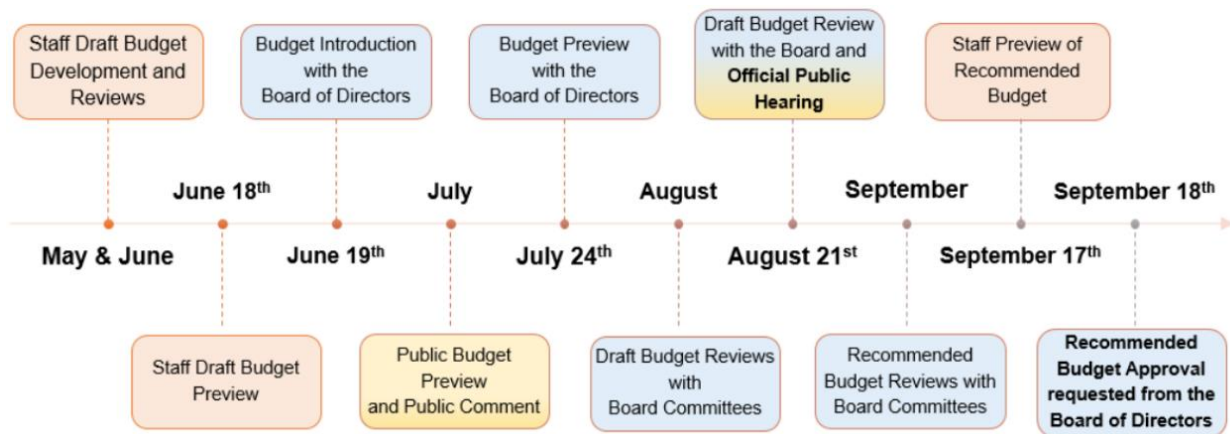 Staff Draft Budget
Development and
Reviews
Budget Introduction
with the
Board of Directors
Budget Preview
with the
Board of Directors
Draft Budget Review
with the Board and
Official Public
Hearing
Staff Preview of
Recommended
Budget
June 18th
July
August
September
September 18th
May & June
June 19th
July 24th
August 21st
September 17th
Staff Draft Budget
Preview
Public Budget
Preview
and Public Comment
Draft Budget Reviews
with
Board Committees
Recommended
Budget Reviews with
Board Committees
Recommended
Budget Approval
requested from the
Board of Directors